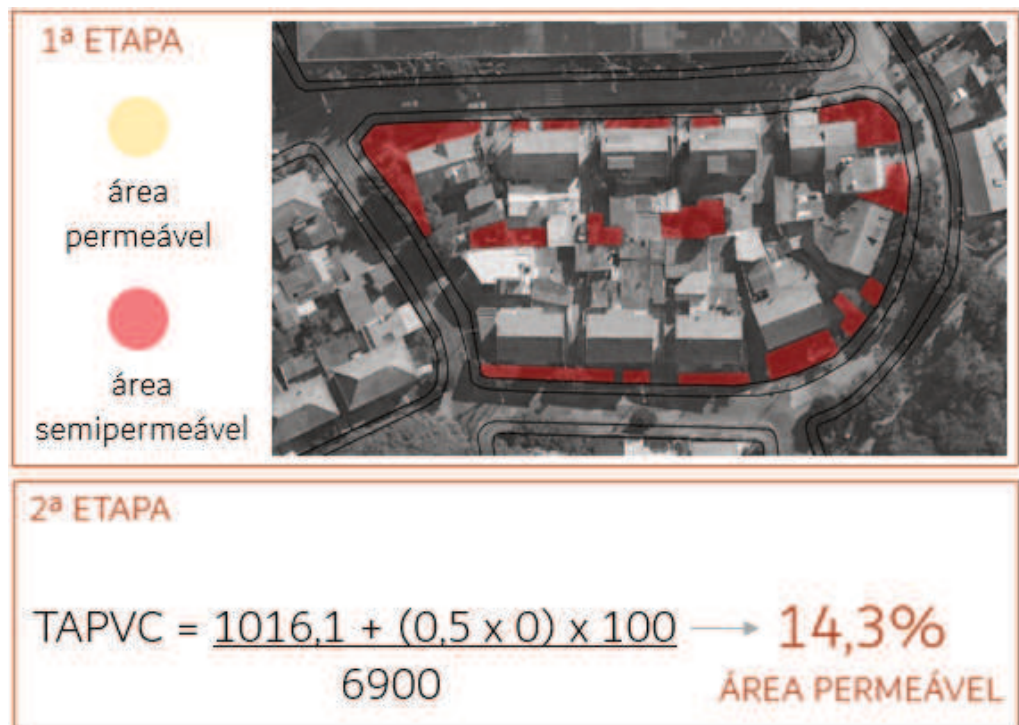 1ª ETAPA
área
permeável
área
semipermeável
2ª ETAPA
TAPVC = 1016,1 + (0,5 x 0) x 100
6900
14,3%
ÁREA PERMEÁVEL